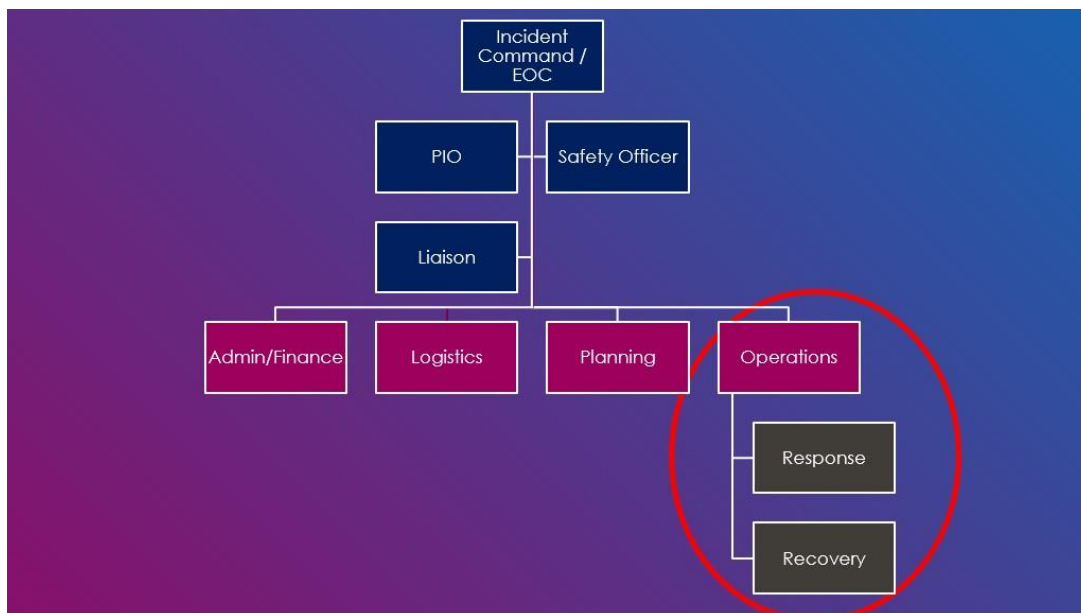 Incident
Command /
EOC
PIO
Safety Officer
Liaison
Admin/Finance
Logistics
Planning
Operations
Response
Recovery